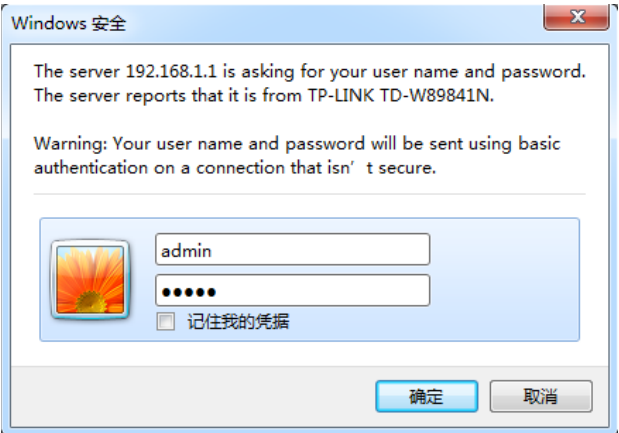 Windows 安全
The server 192.168.1.1 is asking for your user name and password.
The server reports that it is from TP-LINK TD-W89841N.
Warning: Your user name and password will be sent using basic
authentication on a connection that isn’t secure.
admin
●●●●●
记住我的凭据
确定
取消